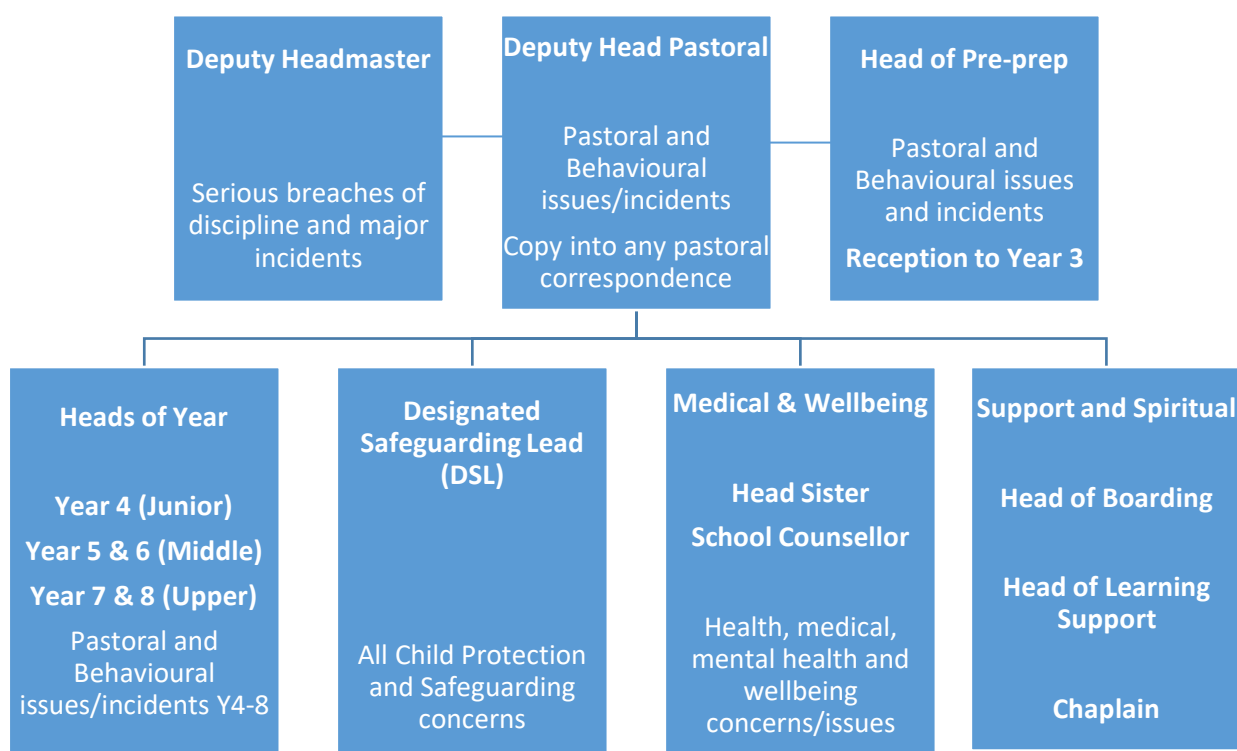 Deputy Headmaster
Serious breaches of
discipline and major
incidents
Deputy Head Pastoral
Pastoral and
Behavioural
issues/incidents
Copy into any pastoral
correspondence
Head of Pre-prep
Pastoral and
Behavioural issues
and incidents
Reception to Year 3
Heads of Year
Year 4 (Junior)
Year 5 & 6 (Middle)
Year 7 & 8 (Upper)
Pastoral and
Behavioural
issues/incidents Y4-8
Designated
Safeguarding Lead
(DSL)
All Child Protection
and Safeguarding
concerns
Medical & Wellbeing
Head Sister
School Counsellor
Health, medical,
mental health and
wellbeing
concerns/issues
Support and Spiritual
Head of Boarding
Head of Learning
Support
Chaplain